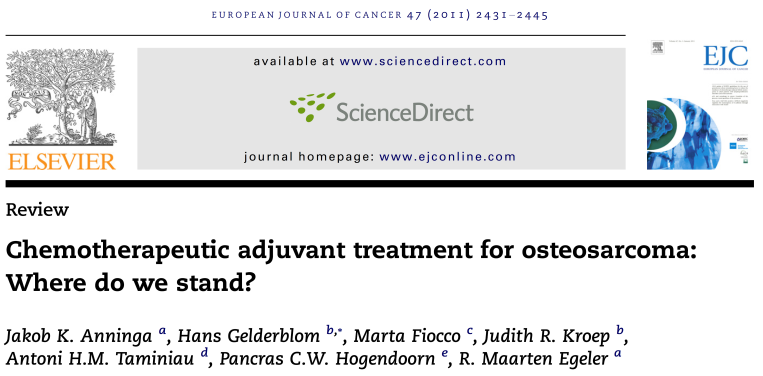 EUROPEAN JOURNAL OF CANCER 47 (2011) 2431–2445
available at www.sciencedirect.com
ScienceDirect
journal homepage: www.ejconline.com
ELSEVIER
EJC
Review
Chemotherapeutic adjuvant treatment for osteosarcoma:
Where do we stand?
Jakob K. Anninga a, Hans Gelderblom b,*, Marta Fiocco c, Judith R. Kroep b,
Antoni H.M. Taminiau d, Pancras C.W. Hogendoorn e, R. Maarten Egeler a